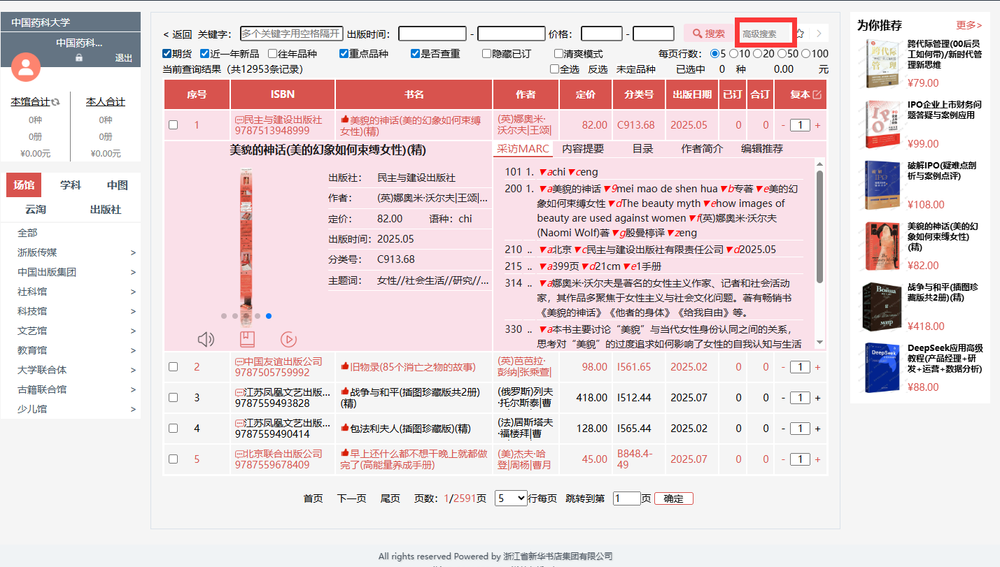 中国药科大学
中国药科...
退出
本馆合计 本人合计
0种 0种
0册 0册
¥0.00元 ¥0.00元
场馆 学科 中图
云淘 出版社
全部
浙版传媒 >
中国出版集团 >
社科馆 >
科技馆 >
文艺馆 >
教育馆 >
大学联合体 >
古籍联合馆 >
少儿馆 >
< 返回 关键字： 多个关键字用空格隔开 出版时间： - 价格： - 搜索 高级搜索
期货 近一年新品 往年品种 重点品种 是否查重 隐藏已订 清爽模式 每页行数： 5 10 20 50 100
当前查询结果（共12953条记录） 全选 反选 未定品种 已选中 0 种 0.00 元
序号 ISBN 书名 作者 定价 分类号 出版日期 已订 合订 复本
1 民主与建设出版社 9787513948999 美貌的神话(美的幻象如何束缚女性)(精) (英)娜奥米·沃尔夫|王颂| 82.00 C913.68 2025.05 0 0 - 1 +
美貌的神话(美的幻象如何束缚女性)(精)
出版社： 民主与建设出版社
作者： (英)娜奥米·沃尔夫|王颂|...
定价： 82.00 语种：chi
出版时间：2025.05
分类号： C913.68
主题词： 女性//社会生活//研究//...
采访MARC 内容提要 目录 作者简介 编辑推荐
101 1. ▼achi▼ceng
200 1. ▼a美貌的神话▼9mei mao de shen hua▼b专著▼e美的幻
象如何束缚女性▼dThe beauty myth▼ehow images of
beauty are used against women▼f(英)娜奥米·沃尔夫
(Naomi Wolf)著▼g殷曼楟译▼zeng
210 .. ▼a北京▼c民主与建设出版社有限责任公司▼d2025.05
215 .. ▼a399页▼d21cm▼e1手册
314 .. ▼a娜奥米·沃尔夫是著名的女性主义作家、记者和社会活动
家，其作品多聚焦于女性主义与社会文化问题。著有畅销书
《美貌的神话》《他者的身体》《给我自由》等。
330 .. ▼a本书主要讨论“美貌”与当代女性身份认同之间的关系，
思考对“美貌”的过度追求如何影响了女性的自我认知与生活
2 中国友谊出版公司 9787505759992 旧物录(85个消亡之物的故事) (英)芭芭拉·彭纳|张乘萱| 98.00 I561.65 2025.02 0 0 - 1 +
3 江苏凤凰文艺出版... 9787559493828 战争与和平(插图珍藏版共2册)(精) (俄罗斯)列夫·托尔斯泰|曹 418.00 I512.44 2025.07 0 0 - 1 +
4 江苏凤凰文艺出版... 9787559490414 包法利夫人(插图珍藏版)(精) (法)居斯塔夫·福楼拜|曹 128.00 I565.44 2025.02 0 0 - 1 +
5 北京联合出版公司 9787559678409 早上还什么都不想干晚上就都做完了(高能量养成手册) (美)杰夫·哈登|周杨|曹月 45.00 B848.4-49 2025.07 0 0 - 1 +
首页 下一页 尾页 页数：1/2591页 5 行每页 跳转到第 1 页 确定
为你推荐 更多>
跨代际管理(00后员
工如何带)/新时代管
理新思维
¥79.00
IPO企业上市财务问
题答疑与案例应用
¥99.00
破解IPO(疑难点剖
析与案例点评)
¥108.00
美貌的神话(美的幻
象如何束缚女性)
(精)
¥82.00
战争与和平(插图珍
藏版共2册)(精)
¥418.00
DeepSeek应用高级
教程(产品经理+研
发+运营+数据分析)
¥88.00
All rights reserved Powered by 浙江省新华书店集团有限公司